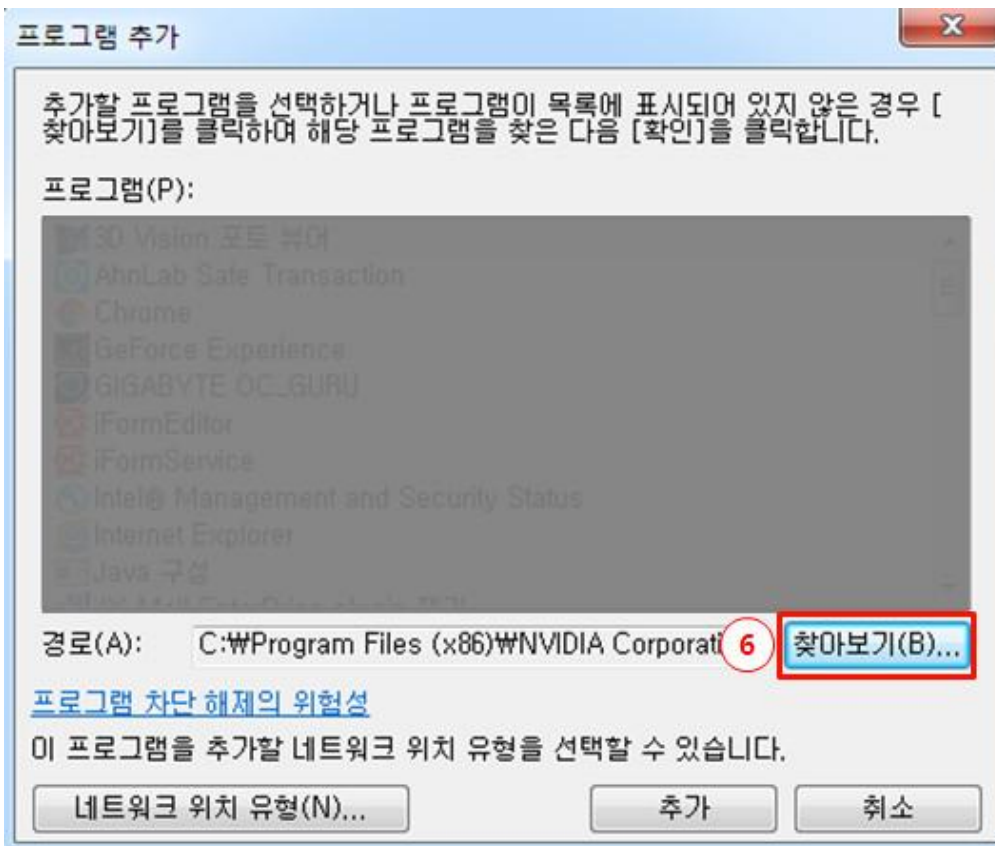 프로그램 추가
추가할 프로그램을 선택하거나 프로그램이 목록에 표시되어 있지 않은 경우 [
찾아보기]를 클릭하여 해당 프로그램을 찾은 다음 [확인]을 클릭합니다.
프로그램(P):
3D Vision 포토 뷰어
AhnLab Safe Transaction
Chrome
GeForce Experience
GIGABYTE OC_GURU
iFormEditor
iFormService
Intel® Management and Security Status
Internet Explorer
Java 구성
경로(A): C:₩Program Files (x86)₩NVIDIA Corporati 6 찾아보기(B)...
프로그램 차단 해제의 위험성
이 프로그램을 추가할 네트워크 위치 유형을 선택할 수 있습니다.
네트워크 위치 유형(N)... 추가 취소